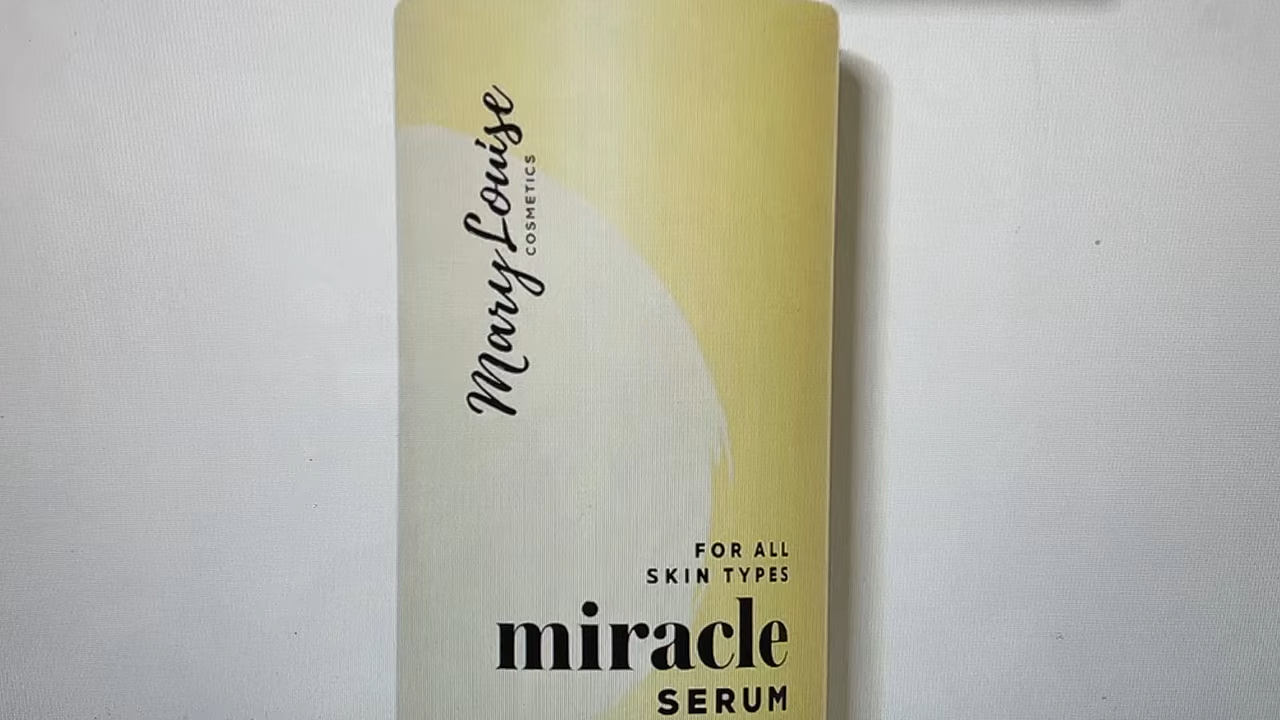 Mary Louise
COSMETICS
FOR ALL
SKIN TYPES
miracle
SERUM